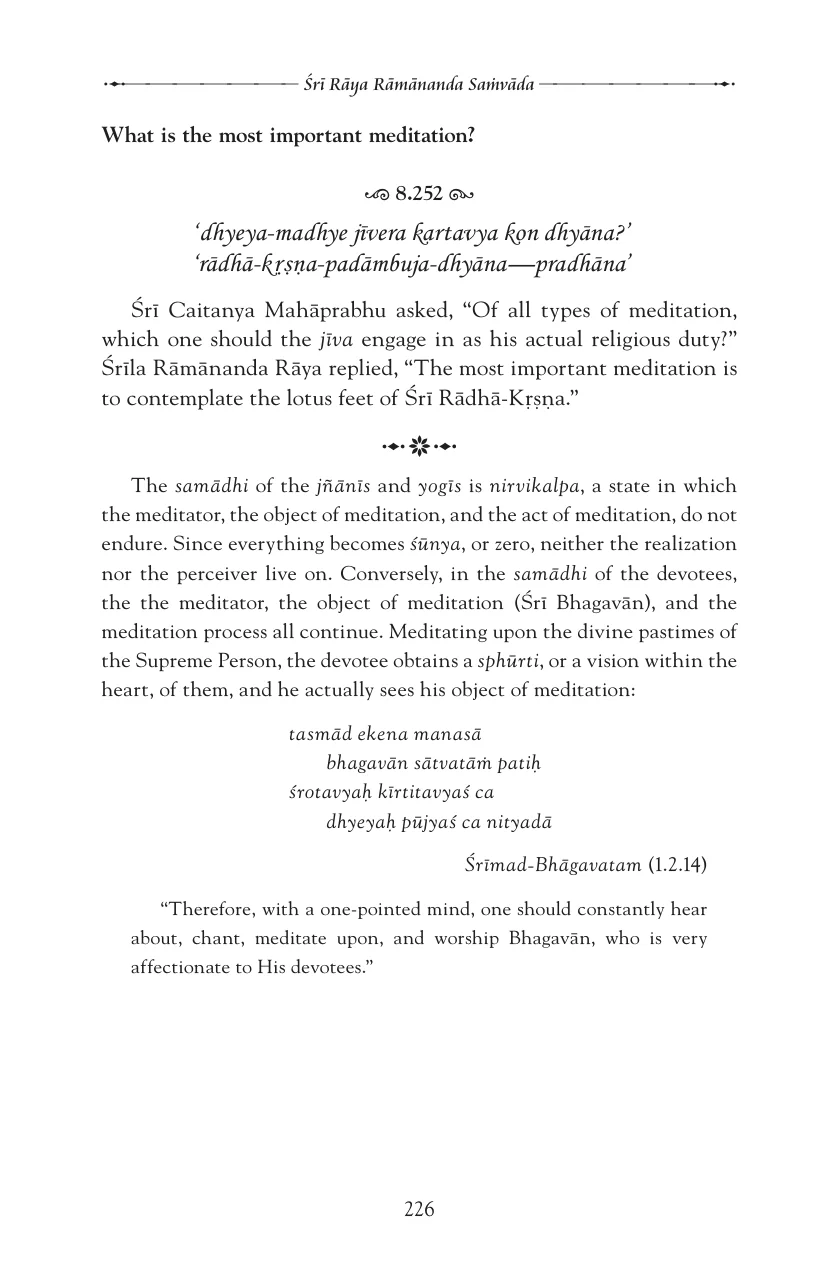 Śrī Rāya Rāmānanda Saṁvāda
What is the most important meditation?
8.252
‘dhyeya-madhye jīvera kartavya kon dhyāna?’
‘rādhā-kṛṣṇa-padāmbuja-dhyāna—pradhāna’
Śrī Caitanya Mahāprabhu asked, “Of all types of meditation,
which one should the jīva engage in as his actual religious duty?”
Śrīla Rāmānanda Rāya replied, “The most important meditation is
to contemplate the lotus feet of Śrī Rādhā-Kṛṣṇa.”
The samādhi of the jñānīs and yogīs is nirvikalpa, a state in which
the meditator, the object of meditation, and the act of meditation, do not
endure. Since everything becomes śūnya, or zero, neither the realization
nor the perceiver live on. Conversely, in the samādhi of the devotees,
the the meditator, the object of meditation (Śrī Bhagavān), and the
meditation process all continue. Meditating upon the divine pastimes of
the Supreme Person, the devotee obtains a sphūrti, or a vision within the
heart, of them, and he actually sees his object of meditation:
tasmād ekena manasā
bhagavān sātvatāṁ patiḥ
śrotavyaḥ kīrtitavyaś ca
dhyeyaḥ pūjyaś ca nityadā
Śrīmad-Bhāgavatam (1.2.14)
“Therefore, with a one-pointed mind, one should constantly hear
about, chant, meditate upon, and worship Bhagavān, who is very
affectionate to His devotees.”
226